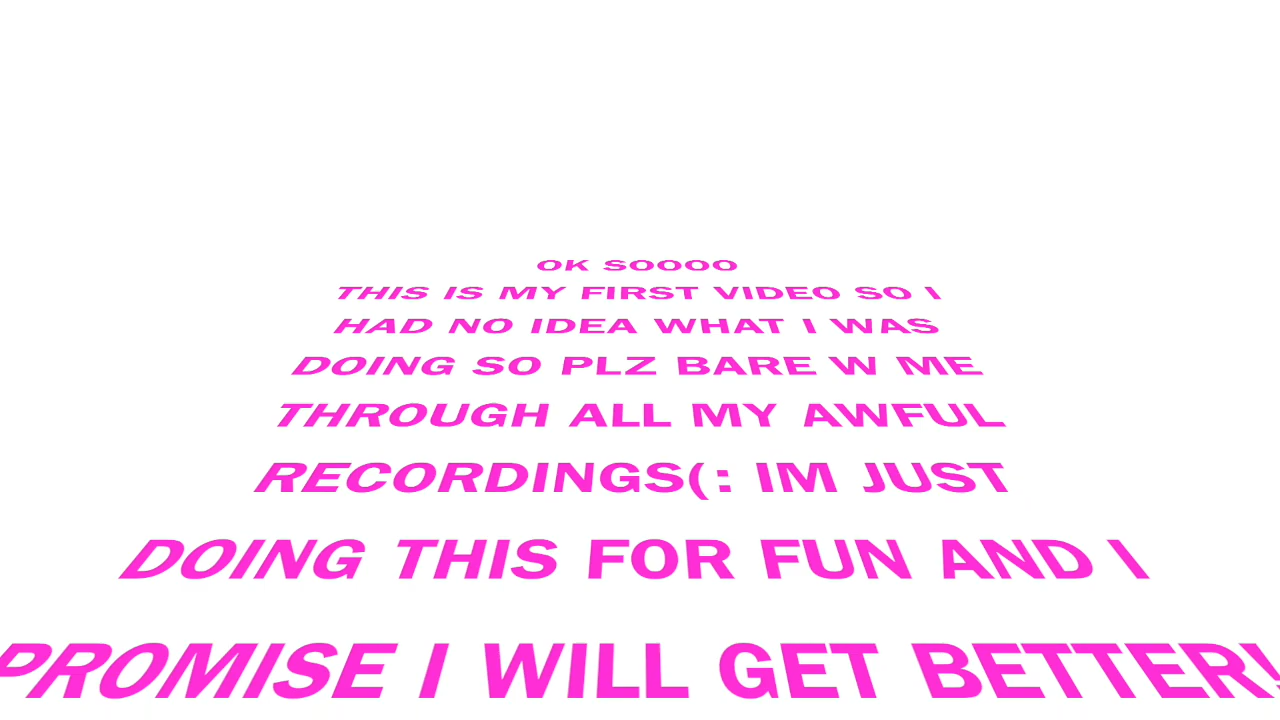 OK SOOOO
THIS IS MY FIRST VIDEO SO I
HAD NO IDEA WHAT I WAS
DOING SO PLZ BARE W ME
THROUGH ALL MY AWFUL
RECORDINGS(: IM JUST
DOING THIS FOR FUN AND I
PROMISE I WILL GET BETTER!